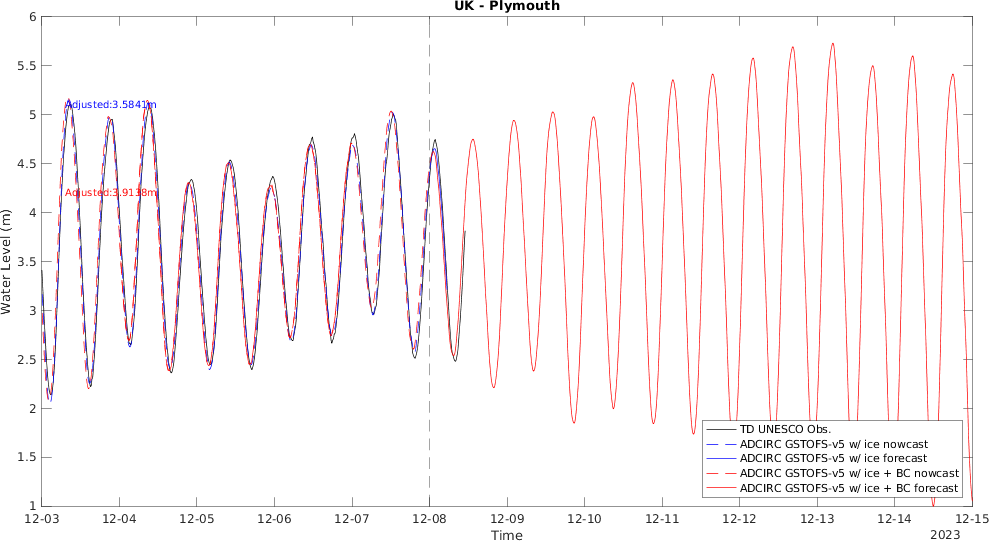 UK - Plymouth
6
5.5
5
4.5
4
3.5
3
2.5
2
1.5
1
Water Level (m)
Adjusted:3.5841m
Adjusted:3.9138m
TD UNESCO Obs.
ADCIRC GSTOFS-v5 w/ ice nowcast
ADCIRC GSTOFS-v5 w/ ice forecast
ADCIRC GSTOFS-v5 w/ ice + BC nowcast
ADCIRC GSTOFS-v5 w/ ice + BC forecast
12-03 12-04 12-05 12-06 12-07 12-08 12-09 12-10 12-11 12-12 12-13 12-14 12-15
Time
2023